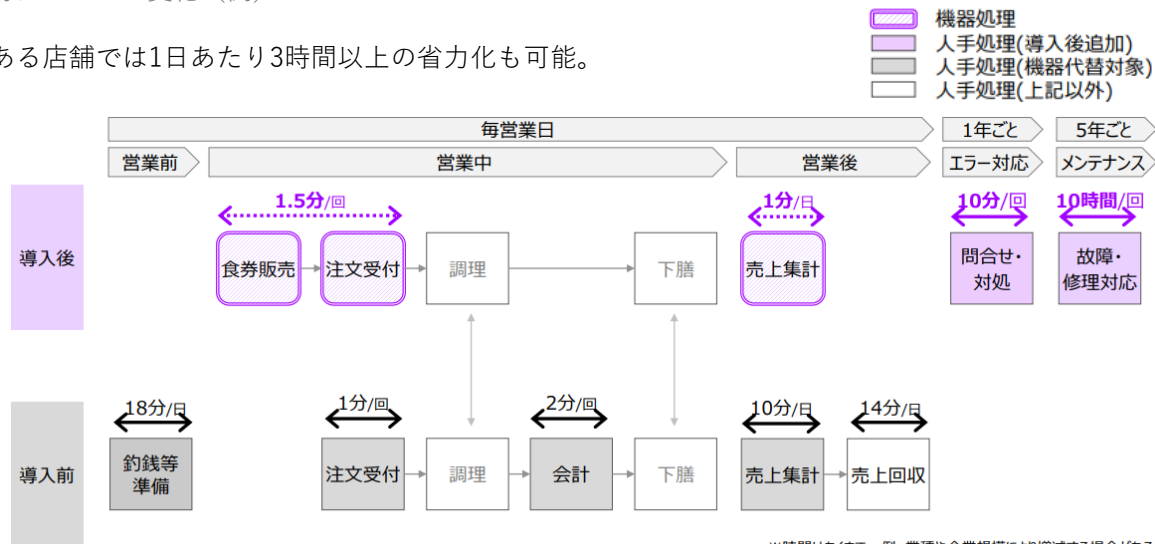 機器処理
人手処理(導入後追加)
人手処理(機器代替対象)
人手処理(上記以外)
ある店舗では1日あたり3時間以上の省力化も可能。
毎営業日
1年ごと
5年ごと
営業前
営業中
営業後
エラー対応
メンテナンス
導入後
1.5分/回
1分/日
10分/回
10時間/回
食券販売
注文受付
調理
下膳
売上集計
問合せ・
対処
故障・
修理対応
導入前
18分/日
1分/回
2分/回
10分/日
14分/日
釣銭等
準備
注文受付
調理
会計
下膳
売上集計
売上回収